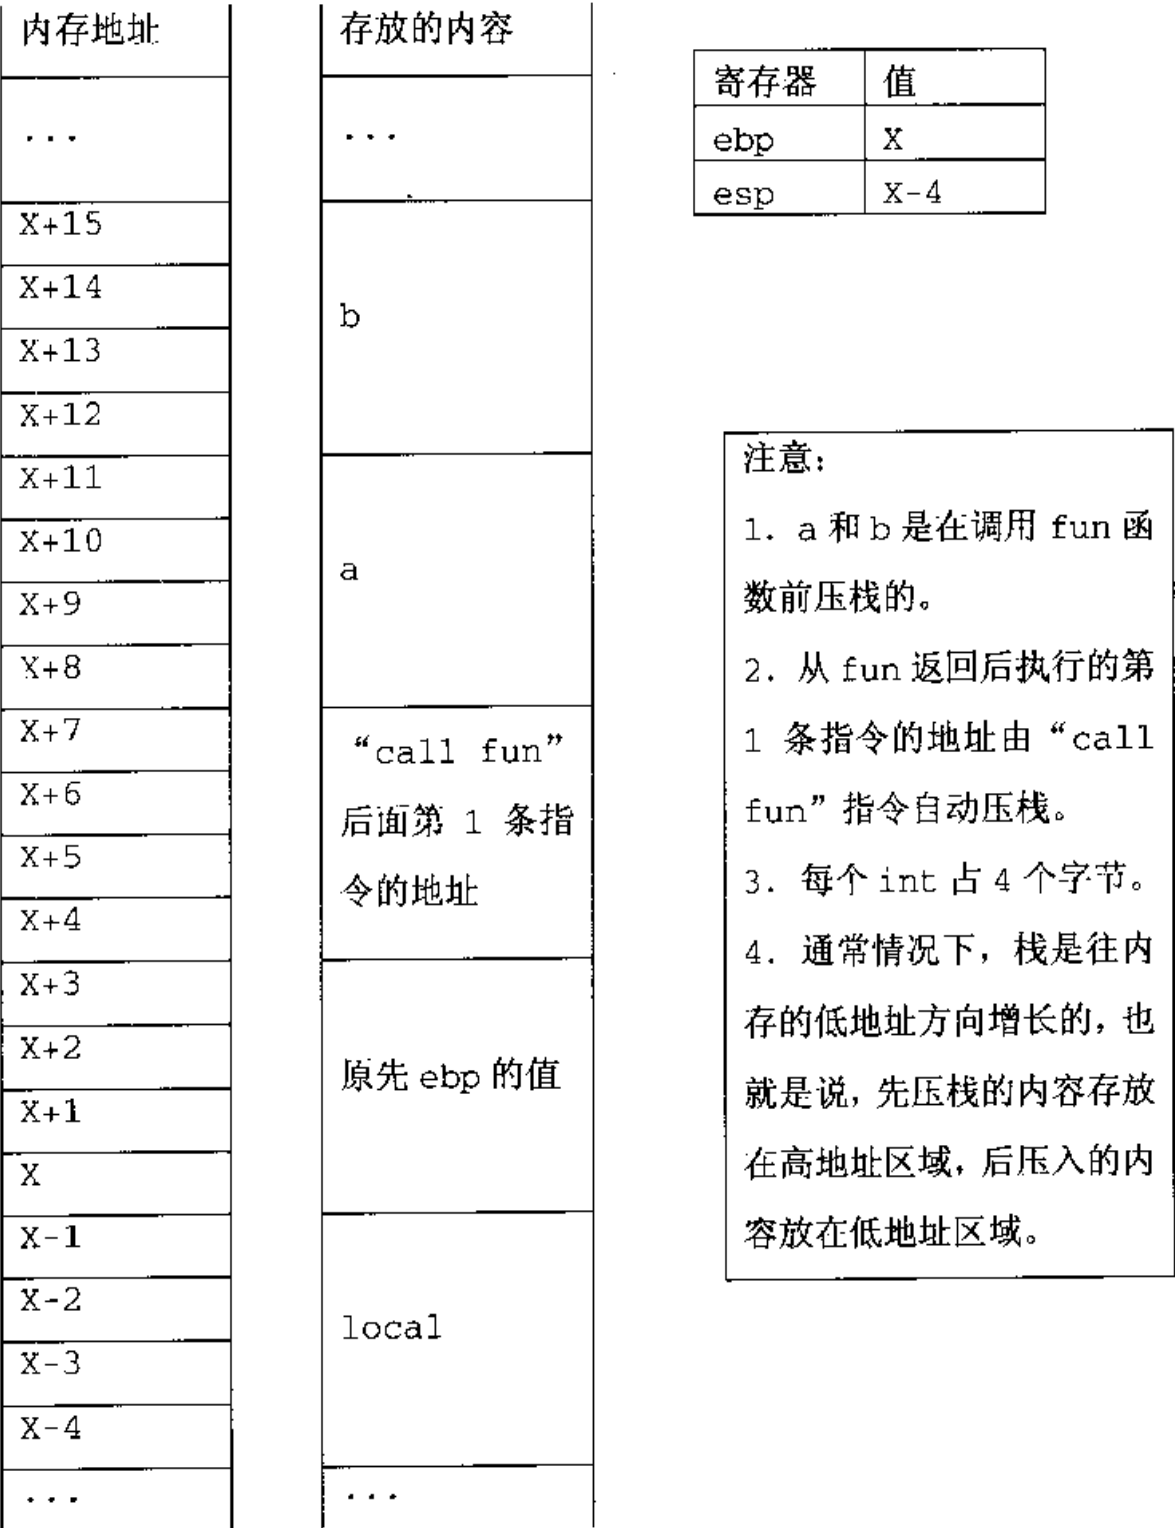 内存地址
...
X+15
X+14
X+13
X+12
X+11
X+10
X+9
X+8
X+7
X+6
X+5
X+4
X+3
X+2
X+1
X
X-1
X-2
X-3
X-4
...
存放的内容
...
b
a
“call fun”
后面第 1 条指
令的地址
原先 ebp 的值
local
...
寄存器 值
ebp X
esp X-4
注意：
1. a 和 b 是在调用 fun 函
数前压栈的。
2. 从 fun 返回后执行的第
1 条指令的地址由“call
fun”指令自动压栈。
3. 每个 int 占 4 个字节。
4. 通常情况下，栈是往内
存的低地址方向增长的，也
就是说，先压栈的内容存放
在高地址区域，后压入的内
容放在低地址区域。